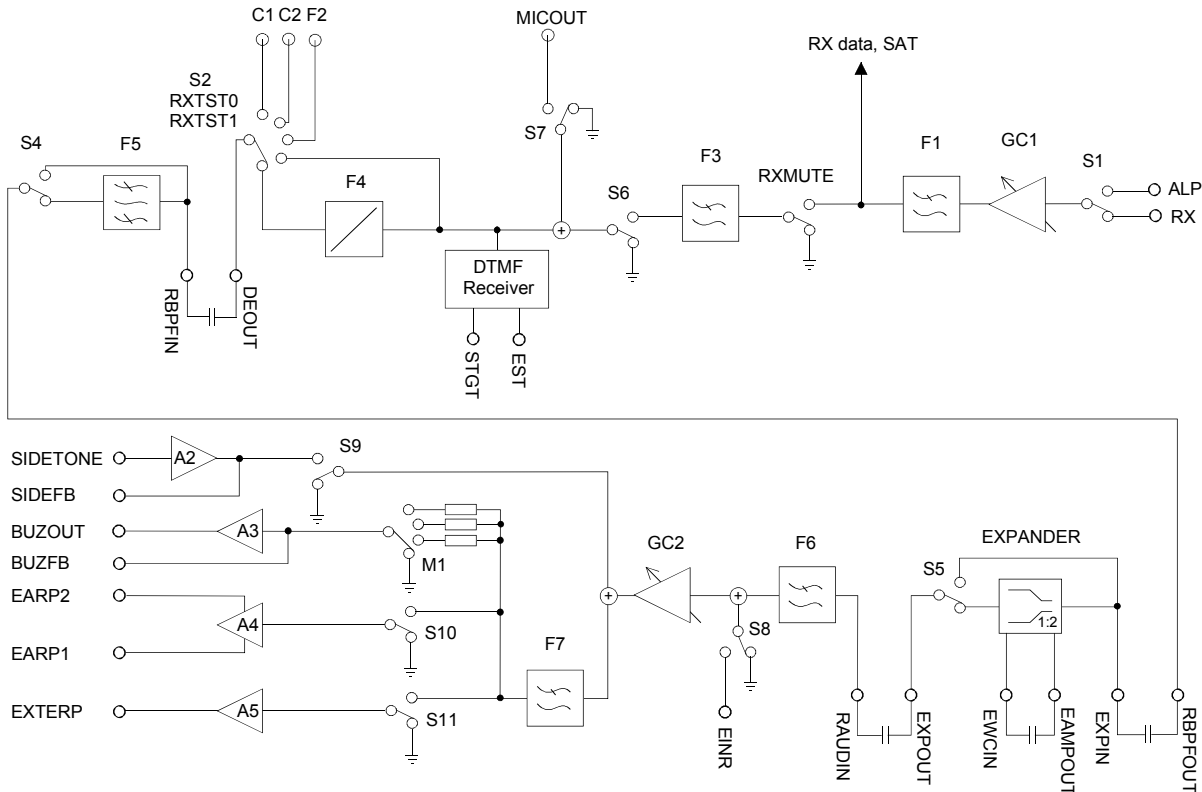 C1 C2 F2
MICOUT
RX data, SAT
S2
RXTST0
RXTST1
S4
F5
S7
F4
S6
F3
RXMUTE
F1
GC1
S1
ALP
RX
+
DTMF
Receiver
RBPFIN
DEOUT
STGT
EST
SIDETONE
A2
S9
SIDEFB
BUZOUT
A3
BUZFB
M1
GC2
F6
EXPANDER
S5
1:2
EARP2
A4
S10
+
+
S8
EARP1
F7
EXTERP
A5
S11
EINR
RAUDIN
EXPOUT
EWCIN
EAMPOUT
EXPIN
RBPFOUT